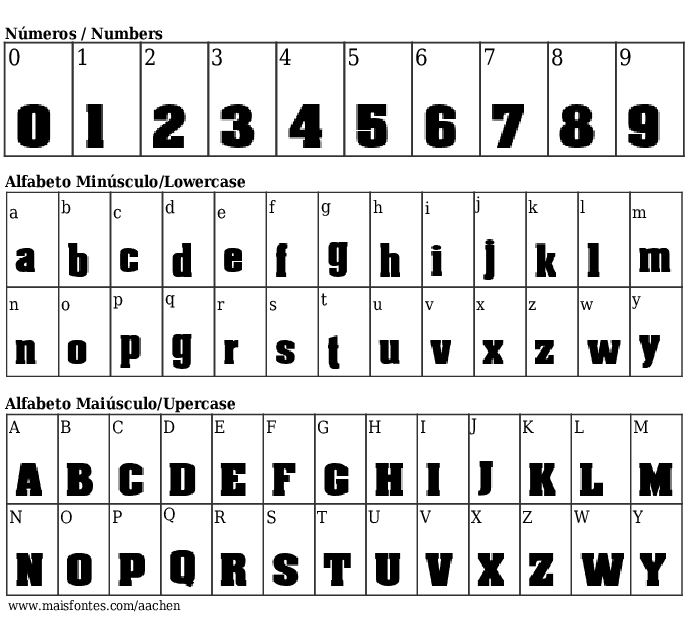 Números / Numbers
0 1 2 3 4 5 6 7 8 9
0 1 2 3 4 5 6 7 8 9
Alfabeto Minúsculo/Lowercase
a b c d e f g h i j k l m
a b c d e f g h i j k l m
n o p q r s t u v x z w y
n o p g r s t u v x z w y
Alfabeto Maiúsculo/Upercase
A B C D E F G H I J K L M
A B C D E F G H I J K L M
N O P Q R S T U V X Z W Y
N O P Q R S T U V X Z W Y
www.maisfontes.com/aachen